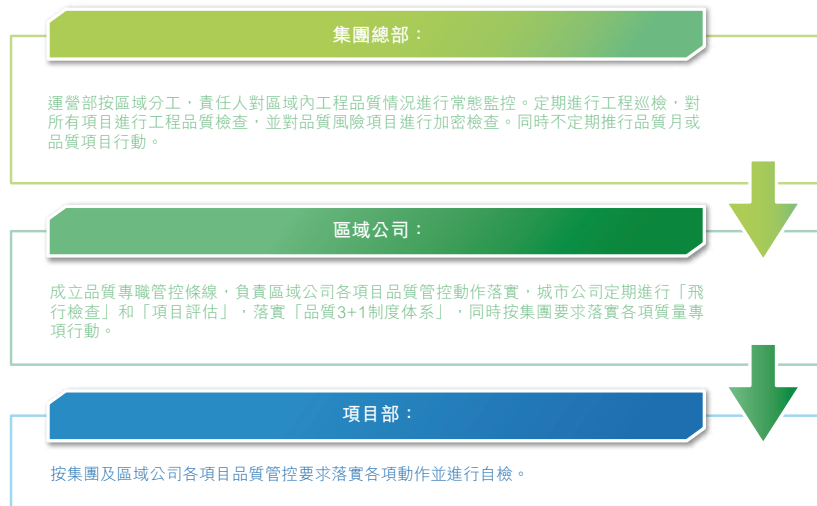 集團總部：
運營部按區域分工，責任人對區域內工程品質情況進行常態監控。定期進行工程巡檢，對
所有項目進行工程品質檢查，並對品質風險項目進行加密檢查。同時不定期推行品質月或
品質項目行動。
區域公司：
成立品質專職管控條線，負責區域公司各項目品質管控動作落實，城市公司定期進行「飛
行檢查」和「項目評估」，落實「品質3+1制度体系」，同時按集團要求落實各項質量專
項行動。
項目部：
按集團及區域公司各項目品質管控要求落實各項動作並進行自檢。